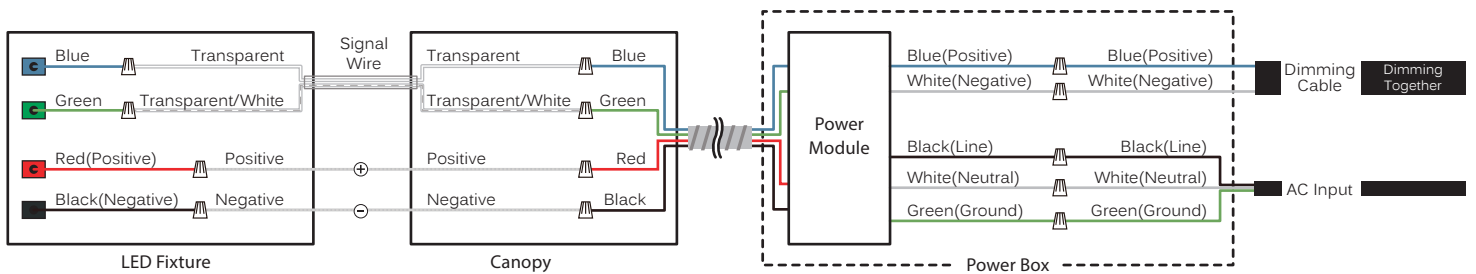 Blue
Transparent
Green
Transparent/White
Red(Positive)
Positive
Black(Negative)
Negative
LED Fixture
Signal
Wire
Transparent
Blue
Transparent/White
Green
Positive
Red
Negative
Black
Canopy
Power
Module
Blue(Positive)
Blue(Positive)
White(Negative)
White(Negative)
Black(Line)
Black(Line)
White(Neutral)
White(Neutral)
Green(Ground)
Green(Ground)
Power Box
Dimming
Cable
Dimming
Together
AC Input